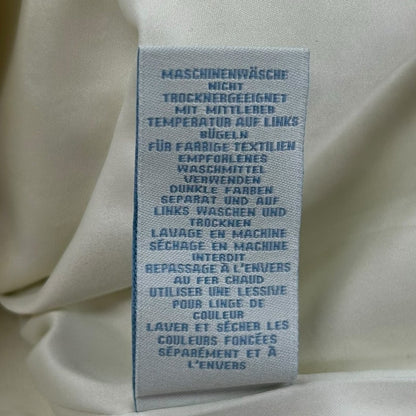 MASCHINENWÄSCHE
NICHT
TROCKNERGEEIGNET
MIT MITTLERER
TEMPERATUR AUF LINKS
BÜGELN
FÜR FARBIGE TEXTILIEN
EMPFOHLENES
WASCHMITTEL
VERWENDEN
DUNKLE FARBEN
SEPARAT UND AUF
LINKS WASCHEN UND
TROCKNEN
LAVAGE EN MACHINE
SÉCHAGE EN MACHINE
INTERDIT
REPASSAGE À L'ENVERS
AU FER CHAUD
UTILISER UNE LESSIVE
POUR LINGE DE
COULEUR
LAVER ET SÉCHER LES
COULEURS FONCÉES
SÉPARÉMENT ET À
L'ENVERS